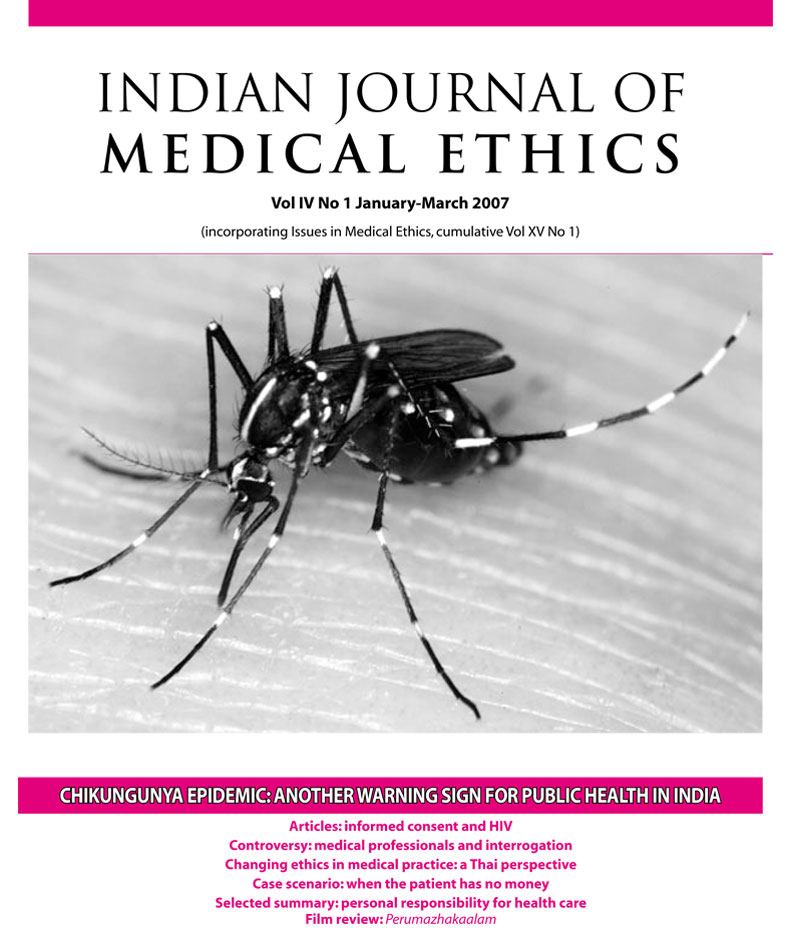 INDIAN JOURNAL OF
MEDICAL ETHICS
Vol IV No 1 January-March 2007
(incorporating Issues in Medical Ethics, cumulative Vol XV No 1)
CHIKUNGUNYA EPIDEMIC: ANOTHER WARNING SIGN FOR PUBLIC HEALTH IN INDIA
Articles: informed consent and HIV
Controversy: medical professionals and interrogation
Changing ethics in medical practice: a Thai perspective
Case scenario: when the patient has no money
Selected summary: personal responsibility for health care
Film review: Perumazhakaalam